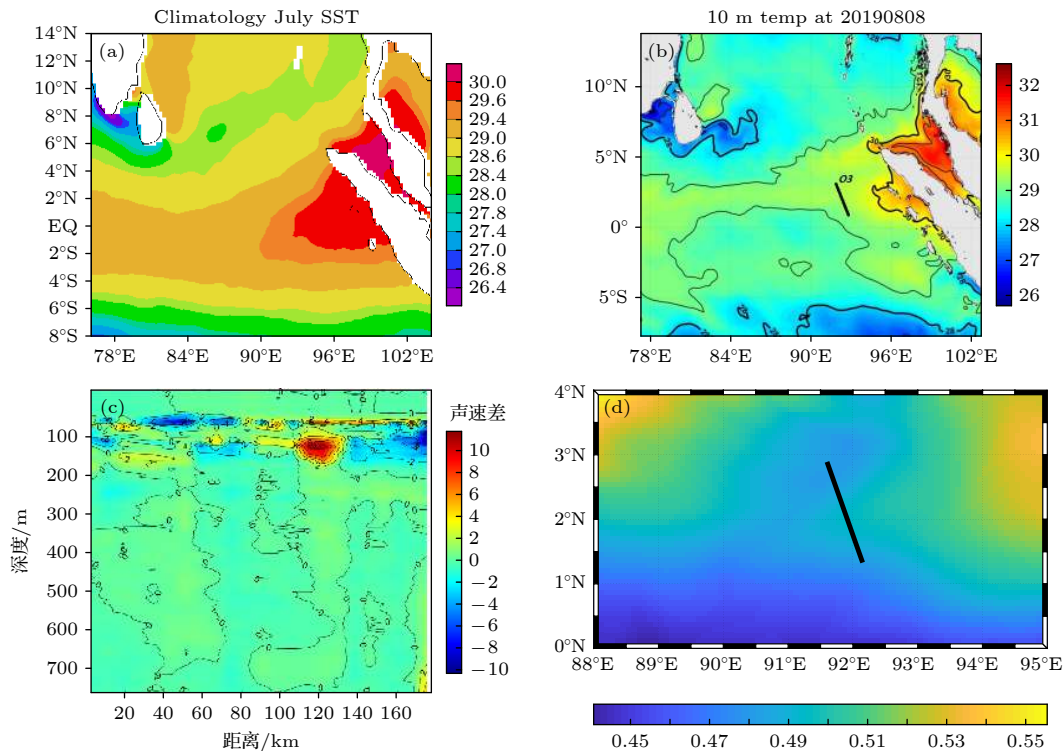 Climatology July SST
(a)
14°N
12°N
10°N
8°N
6°N
4°N
2°N
EQ
2°S
4°S
6°S
8°S
78°E 84°E 90°E 96°E 102°E
30.0
29.6
29.4
29.0
28.6
28.4
28.0
27.8
27.4
27.0
26.8
26.4
10 m temp at 20190808
(b)
10°N
5°N
0°
5°S
O3
78°E 84°E 90°E 96°E 102°E
32
31
30
29
28
27
26
(c)
声速差
深度/m
100
200
300
400
500
600
700
20 40 60 80 100 120 140 160
距离/km
10
8
6
4
2
0
−2
−4
−6
−8
−10
(d)
4°N
3°N
2°N
1°N
0°N
88°E 89°E 90°E 92°E 93°E 94°E 95°E
0.45 0.47 0.49 0.51 0.53 0.55